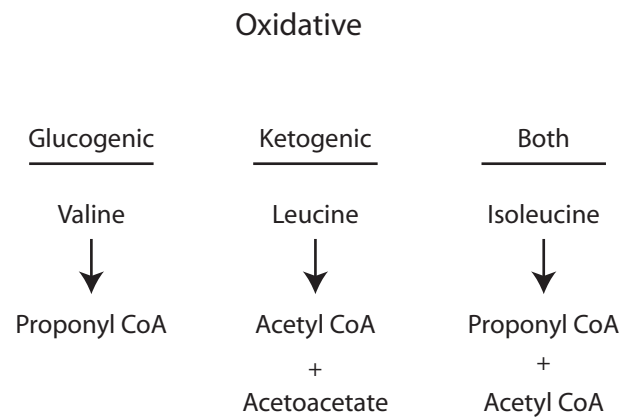 Oxidative
Glucogenic
Ketogenic
Both
Valine
Leucine
Isoleucine
Proponyl CoA
Acetyl CoA
Proponyl CoA
+
+
Acetoacetate
Acetyl CoA